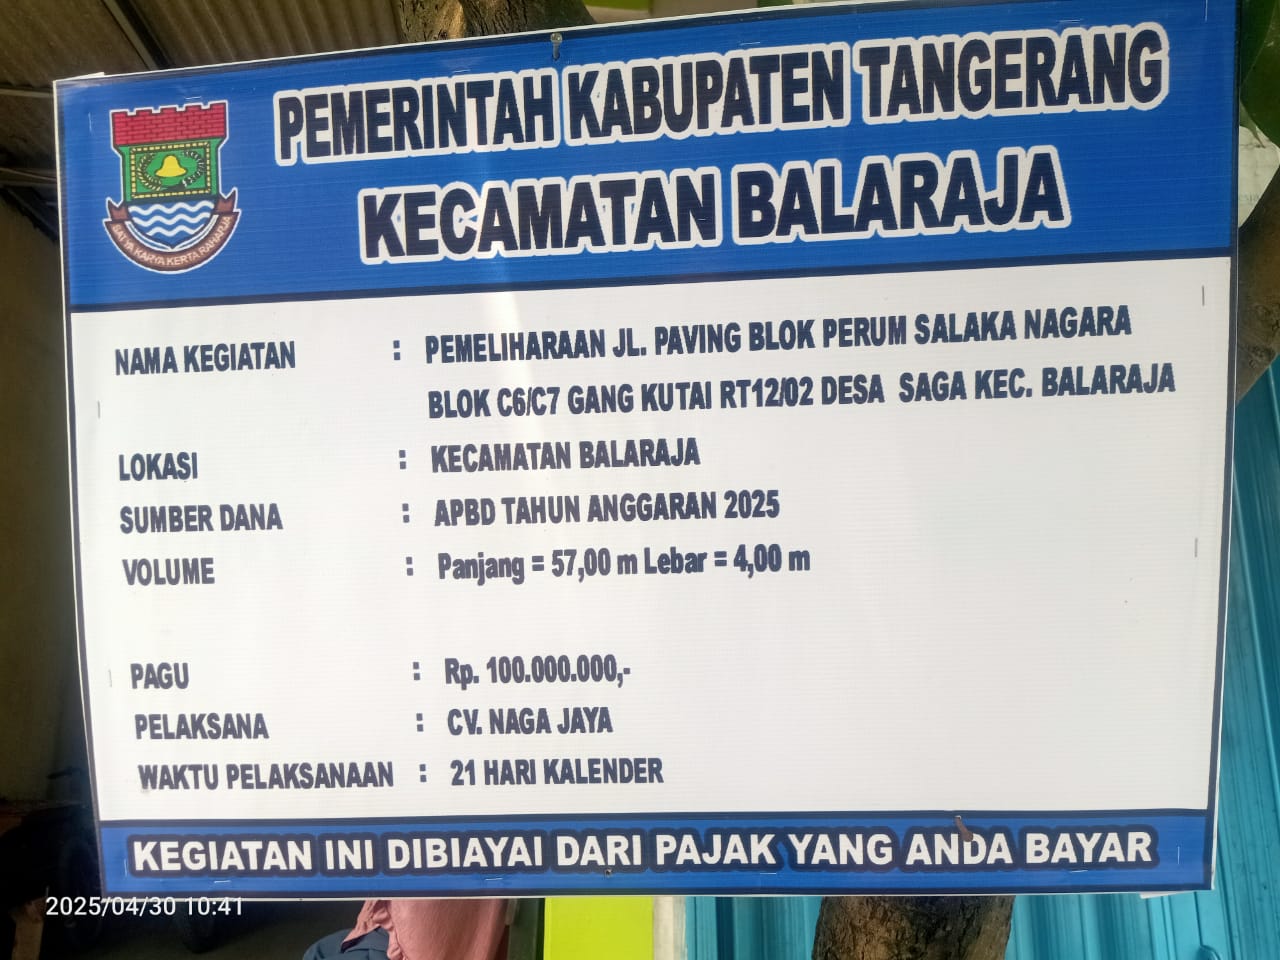 PEMERINTAH KABUPATEN TANGERANG
KECAMATAN BALARAJA
SATYA KARYA KERTA RAHARJA
NAMA KEGIATAN : PEMELIHARAAN JL. PAVING BLOK PERUM SALAKA NAGARA
BLOK C6/C7 GANG KUTAI RT12/02 DESA SAGA KEC. BALARAJA
LOKASI : KECAMATAN BALARAJA
SUMBER DANA : APBD TAHUN ANGGARAN 2025
VOLUME : Panjang = 57,00 m Lebar = 4,00 m
PAGU : Rp. 100.000.000,-
PELAKSANA : CV. NAGA JAYA
WAKTU PELAKSANAAN : 21 HARI KALENDER
KEGIATAN INI DIBIAYAI DARI PAJAK YANG ANDA BAYAR
2025/04/30 10:41